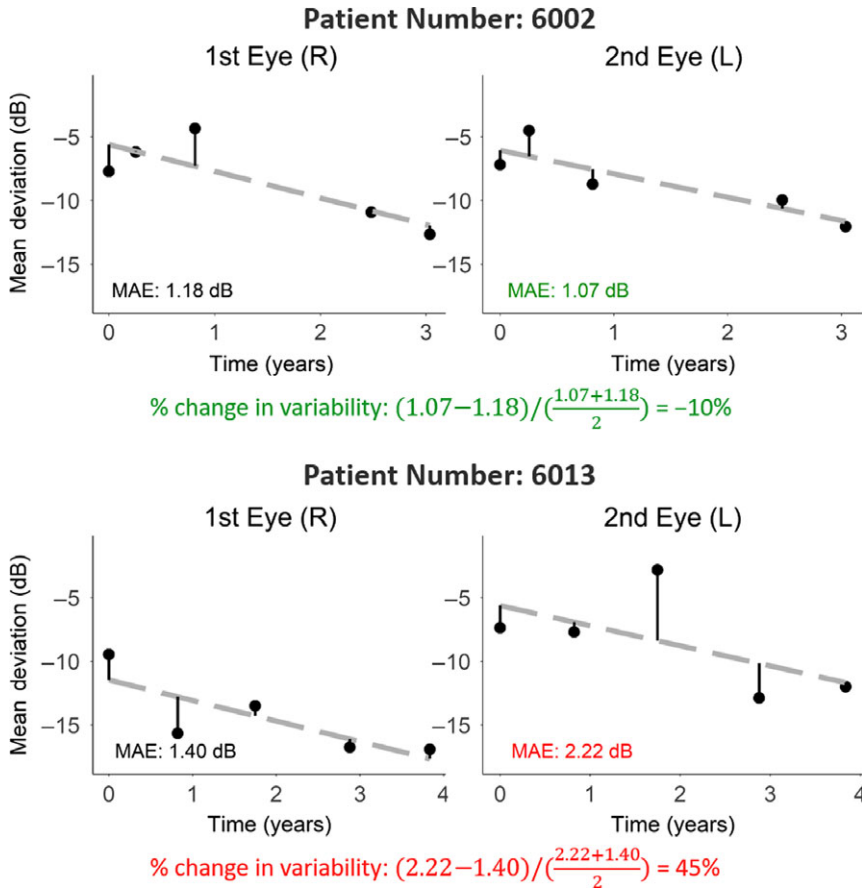 Patient Number: 6002
1st Eye (R) 2nd Eye (L)
Mean deviation (dB)
−5 −5
−10 −10
−15 −15
MAE: 1.18 dB MAE: 1.07 dB
0 1 2 3 0 1 2 3
Time (years) Time (years)
% change in variability: (1.07−1.18)/((1.07+1.18)/2) = −10%
Patient Number: 6013
1st Eye (R) 2nd Eye (L)
Mean deviation (dB)
−5 −5
−10 −10
−15 −15
MAE: 1.40 dB MAE: 2.22 dB
0 1 2 3 4 0 1 2 3 4
Time (years) Time (years)
% change in variability: (2.22−1.40)/((2.22+1.40)/2) = 45%